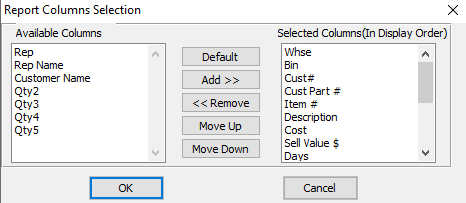 Report Columns Selection
Available Columns
Rep
Rep Name
Customer Name
Qty2
Qty3
Qty4
Qty5
Default
Add >>
<< Remove
Move Up
Move Down
Selected Columns(In Display Order)
Whse
Bin
Cust#
Cust Part #
Item #
Description
Cost
Sell Value $
Days
OK
Cancel